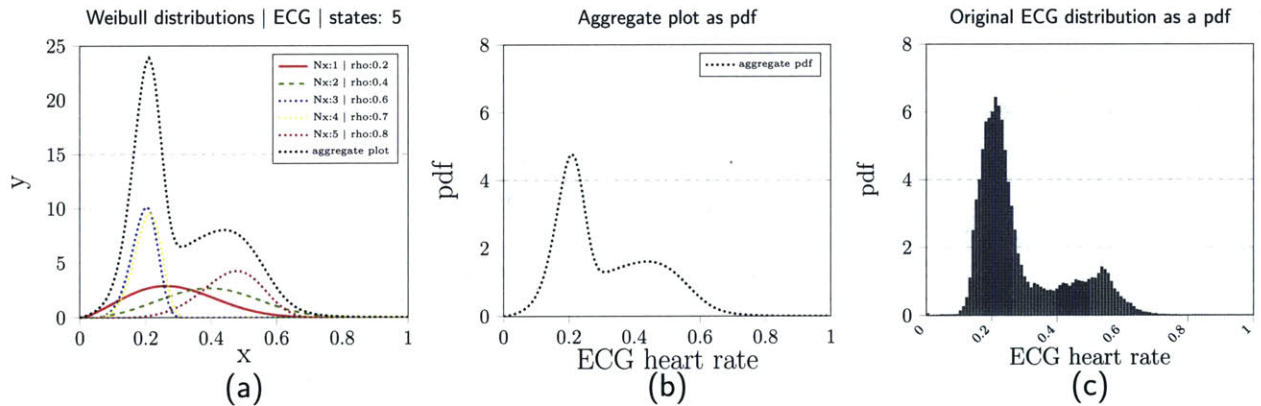 Weibull distributions | ECG | states: 5
25
20
15
10
5
0
y
Nx:1 | rho:0.2
Nx:2 | rho:0.4
Nx:3 | rho:0.6
Nx:4 | rho:0.7
Nx:5 | rho:0.8
aggregate plot
0 0.2 0.4 0.6 0.8 1
x
(a)
Aggregate plot as pdf
8
6
4
2
0
pdf
aggregate pdf
0 0.2 0.4 0.6 0.8 1
ECG heart rate
(b)
Original ECG distribution as a pdf
8
6
4
2
0
pdf
0 0.2 0.4 0.6 0.8 1
ECG heart rate
(c)